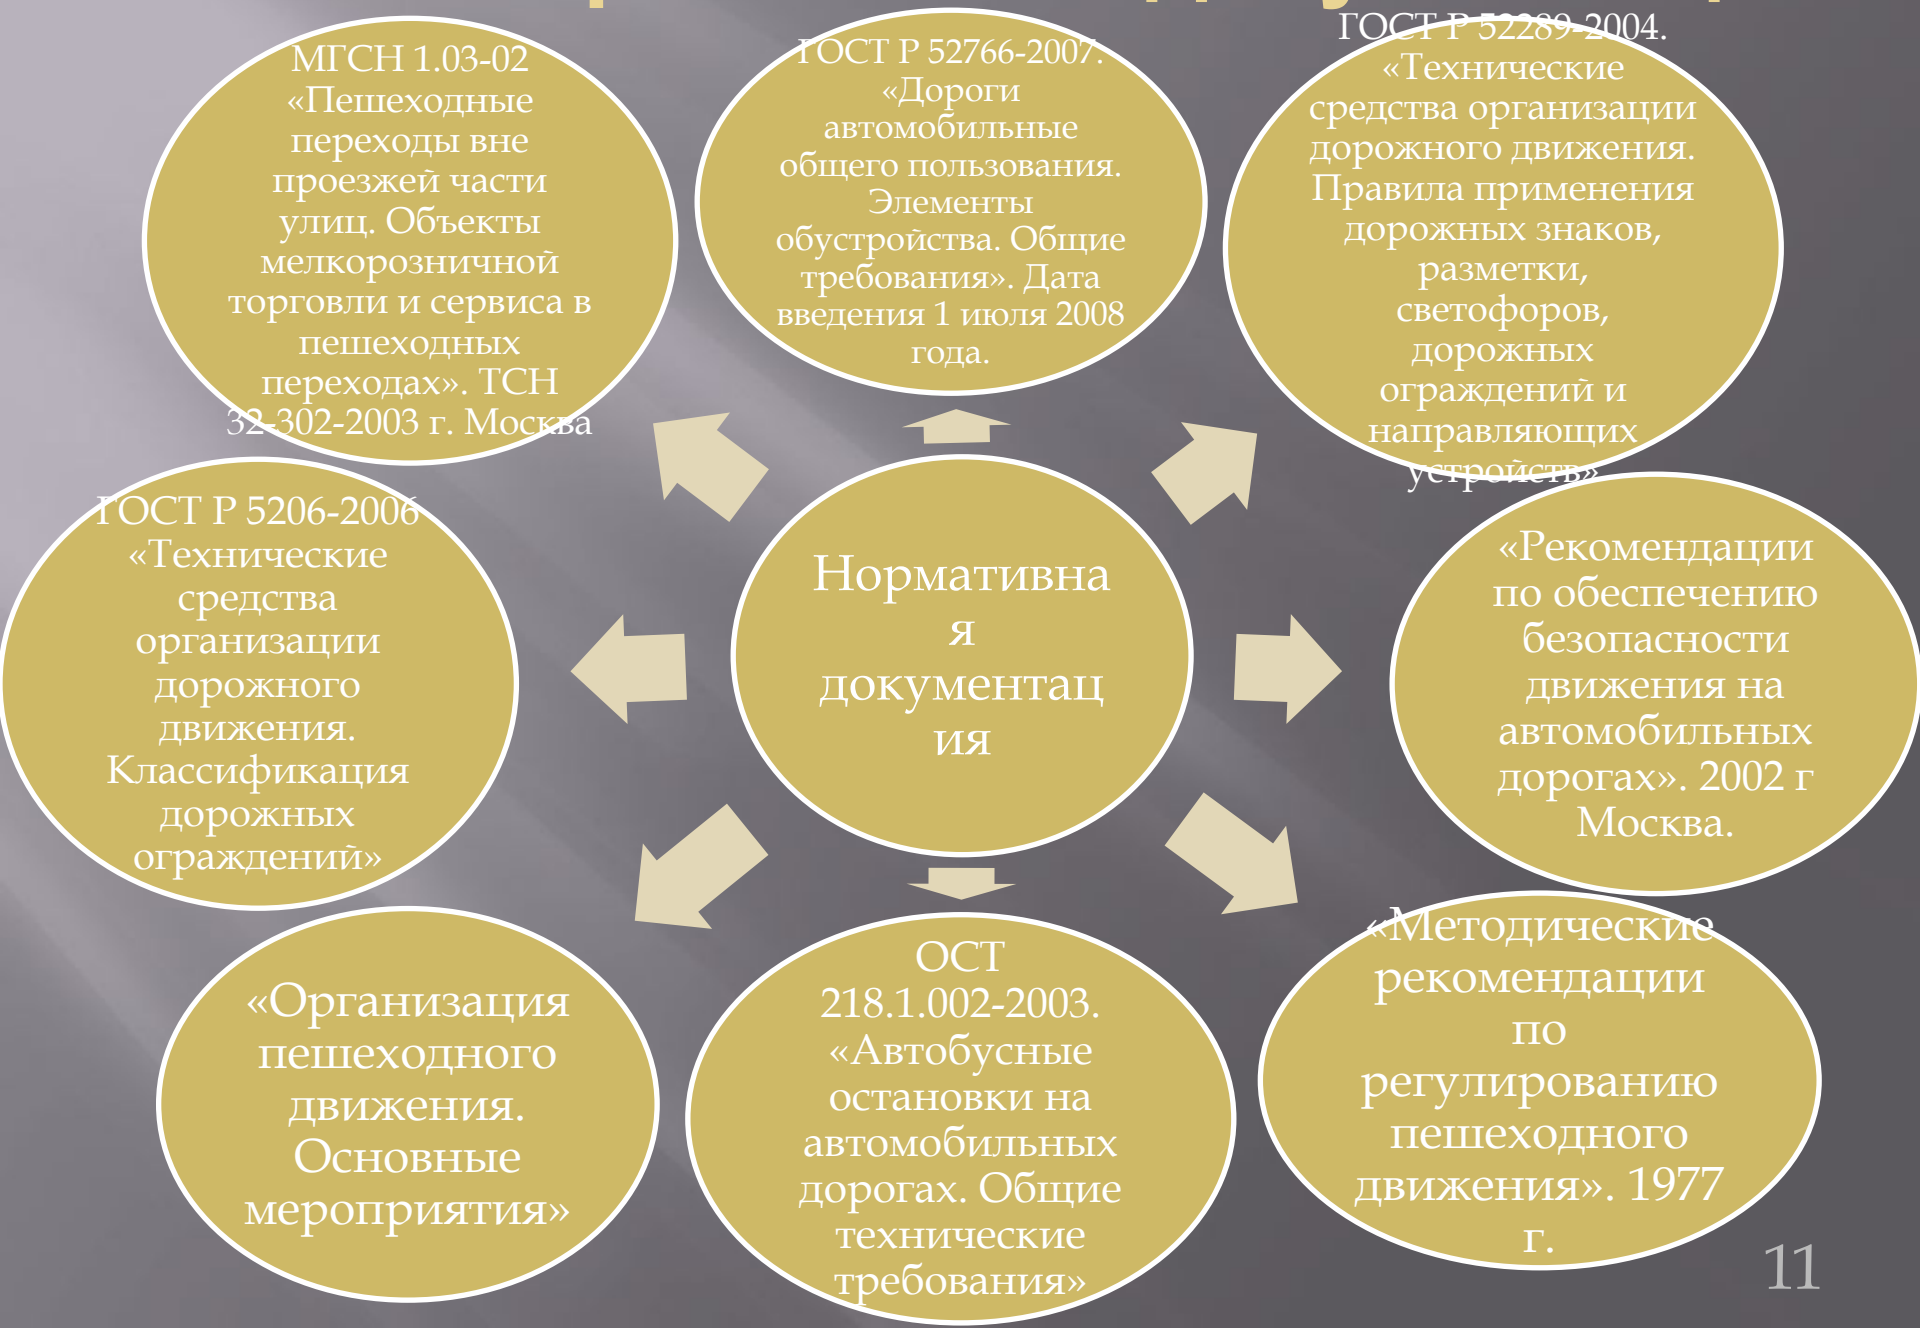 МГСН 1.03-02
«Пешеходные
переходы вне
проезжей части
улиц. Объекты
мелкорозничной
торговли и сервиса в
пешеходных
переходах». ТСН
32-302-2003 г. Москва
ГОСТ Р 52766-2007.
«Дороги
автомобильные
общего пользования.
Элементы
обустройства. Общие
требования». Дата
введения 1 июля 2008
года.
ГОСТ Р 52289-2004.
«Технические
средства организации
дорожного движения.
Правила применения
дорожных знаков,
разметки,
светофоров,
дорожных
ограждений и
направляющих
устройств»
ГОСТ Р 5206-2006
«Технические
средства
организации
дорожного
движения.
Классификация
дорожных
ограждений»
Нормативна
я
документац
ия
«Рекомендации
по обеспечению
безопасности
движения на
автомобильных
дорогах». 2002 г
Москва.
«Организация
пешеходного
движения.
Основные
мероприятия»
ОСТ
218.1.002-2003.
«Автобусные
остановки на
автомобильных
дорогах. Общие
технические
требования»
«Методические
рекомендации
по
регулированию
пешеходного
движения». 1977
г.
11